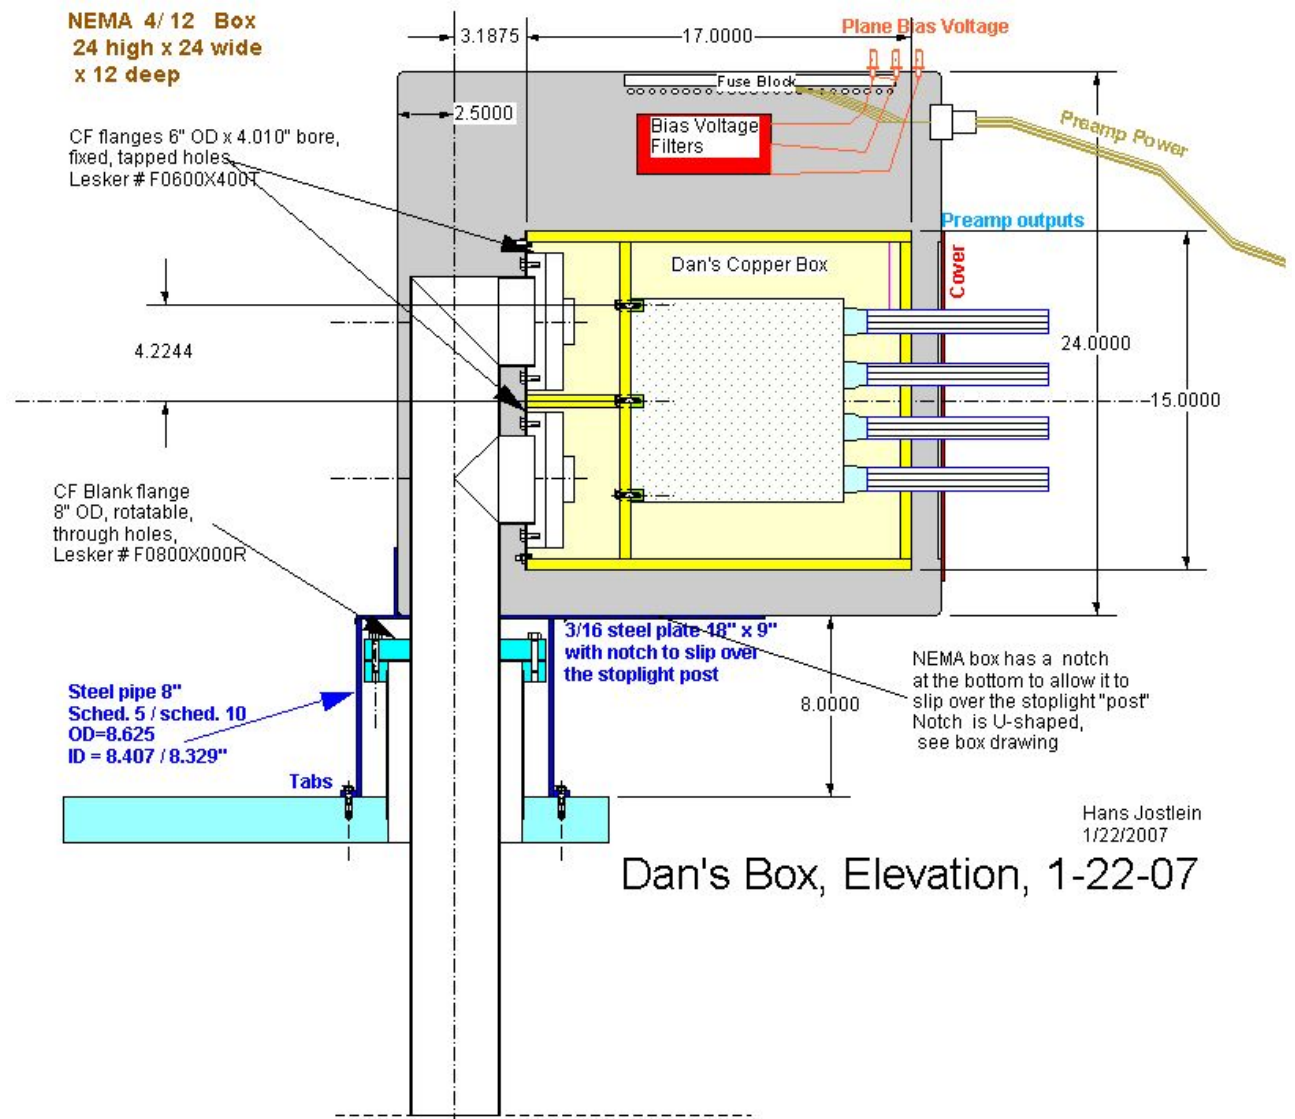 NEMA 4/ 12 Box
24 high x 24 wide
x 12 deep
3.1875
17.0000
Plane Bias Voltage
Fuse Block
2.5000
Bias Voltage
Filters
Preamp Power
CF flanges 6" OD x 4.010" bore,
fixed, tapped holes
Lesker # F0600X400T
Preamp outputs
Dan's Copper Box
Cover
4.2244
24.0000
15.0000
CF Blank flange
8" OD, rotatable,
through holes,
Lesker # F0800X000R
3/16 steel plate 18" x 9"
with notch to slip over
the stoplight post
NEMA box has a notch
at the bottom to allow it to
slip over the stoplight "post"
Notch is U-shaped,
see box drawing
8.0000
Steel pipe 8"
Sched. 5 / sched. 10
OD=8.625
ID = 8.407 / 8.329"
Tabs
Hans Jostlein
1/22/2007
Dan's Box, Elevation, 1-22-07